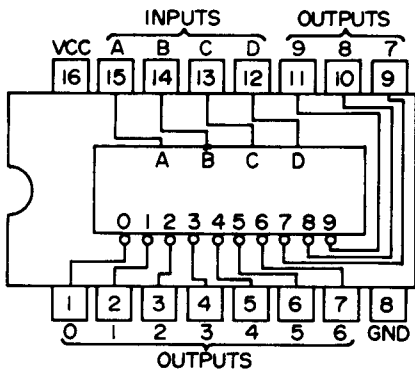 INPUTS OUTPUTS
VCC A B C D 9 8 7
16 15 14 13 12 11 10 9
A B C D
0 1 2 3 4 5 6 7 8 9
1 2 3 4 5 6 7 8
0 1 2 3 4 5 6 GND
OUTPUTS